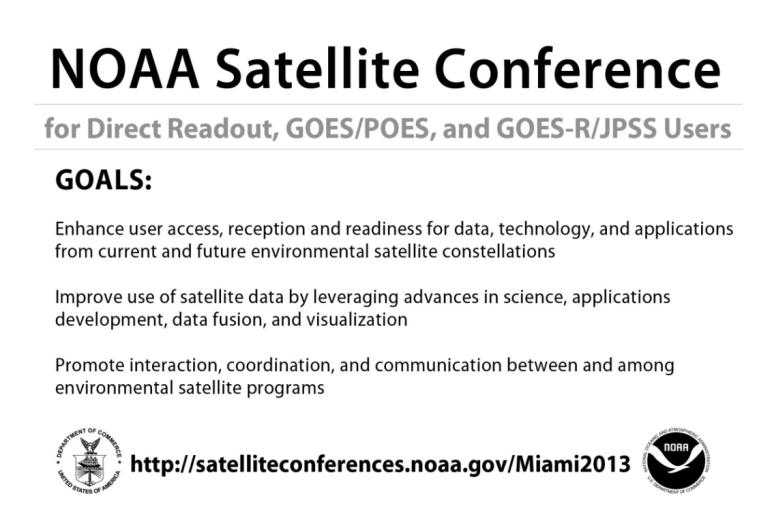 NOAA Satellite Conference
for Direct Readout, GOES/POES, and GOES-R/JPSS Users
GOALS:
Enhance user access, reception and readiness for data, technology, and applications
from current and future environmental satellite constellations
Improve use of satellite data by leveraging advances in science, applications
development, data fusion, and visualization
Promote interaction, coordination, and communication between and among
environmental satellite programs
DEPARTMENT OF COMMERCE
UNITED STATES OF AMERICA
http://satelliteconferences.noaa.gov/Miami2013
NATIONAL OCEANIC AND ATMOSPHERIC ADMINISTRATION
NOAA
U.S. DEPARTMENT OF COMMERCE